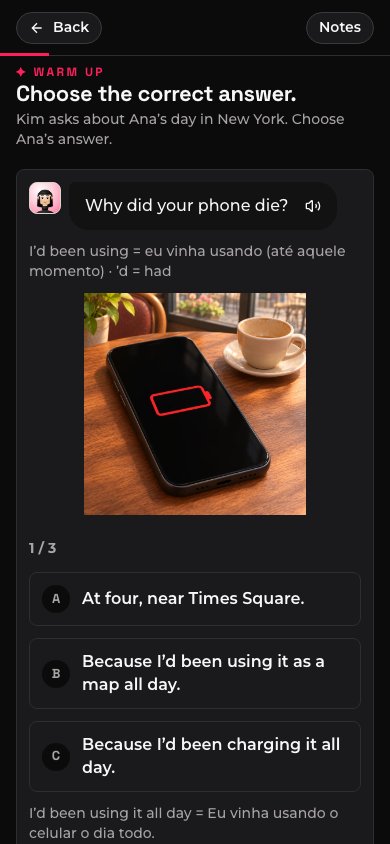 ← Back
Notes
✦ WARM UP
Choose the correct answer.
Kim asks about Ana’s day in New York. Choose
Ana’s answer.
Why did your phone die?
I’d been using = eu vinha usando (até aquele
momento) · ’d = had
1 / 3
A At four, near Times Square.
B Because I’d been using it as a
map all day.
C Because I’d been charging it all
day.
I’d been using it all day = Eu vinha usando o
celular o dia todo.